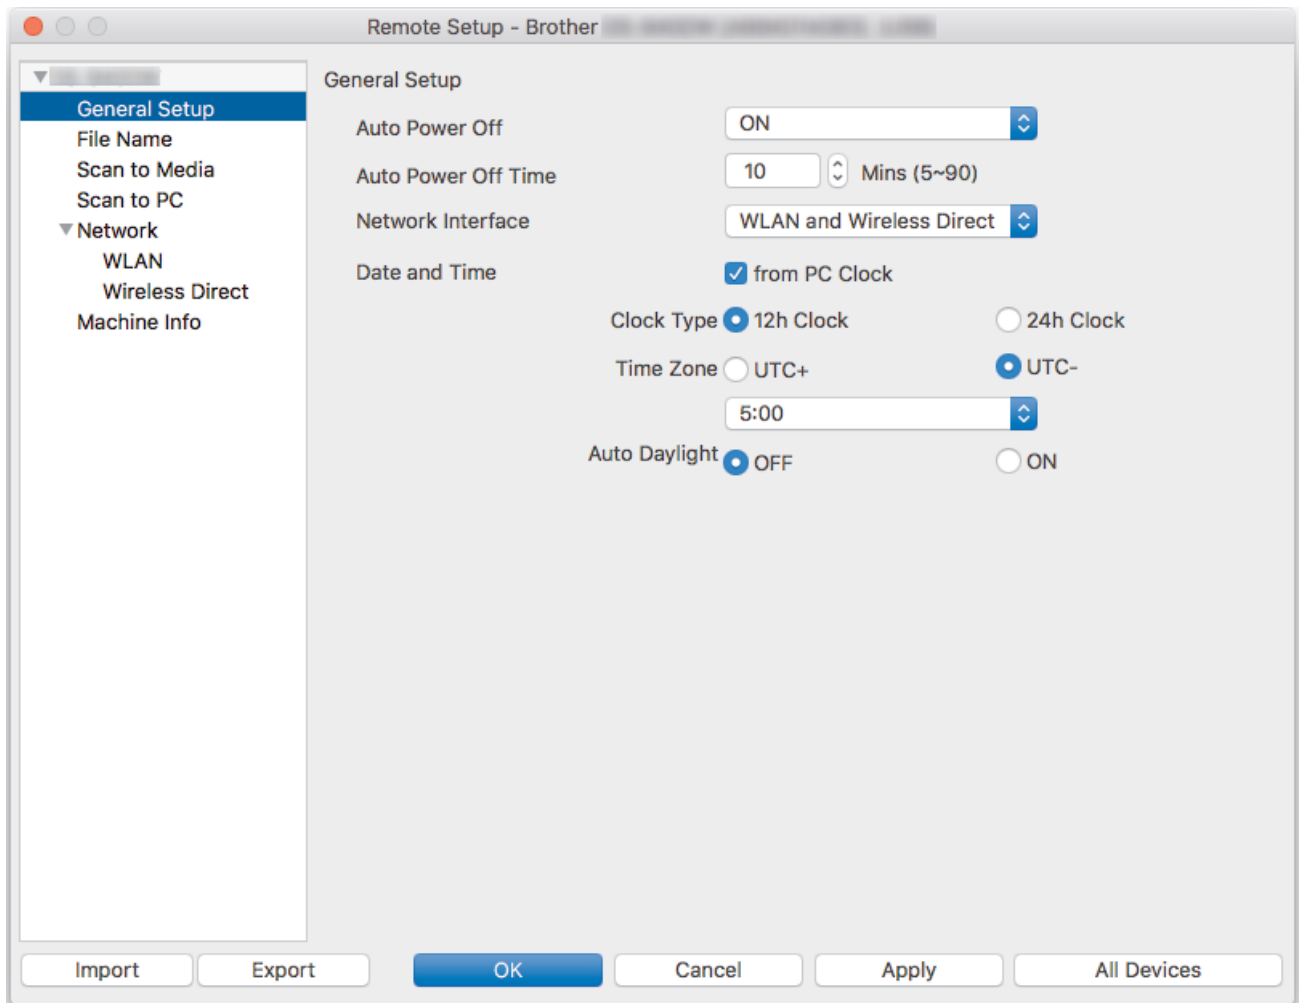 Remote Setup - Brother
General Setup
File Name
Scan to Media
Scan to PC
Network
WLAN
Wireless Direct
Machine Info
General Setup
Auto Power Off ON
Auto Power Off Time 10 Mins (5~90)
Network Interface WLAN and Wireless Direct
Date and Time from PC Clock
Clock Type 12h Clock 24h Clock
Time Zone UTC+ UTC-
5:00
Auto Daylight OFF ON
Import Export OK Cancel Apply All Devices